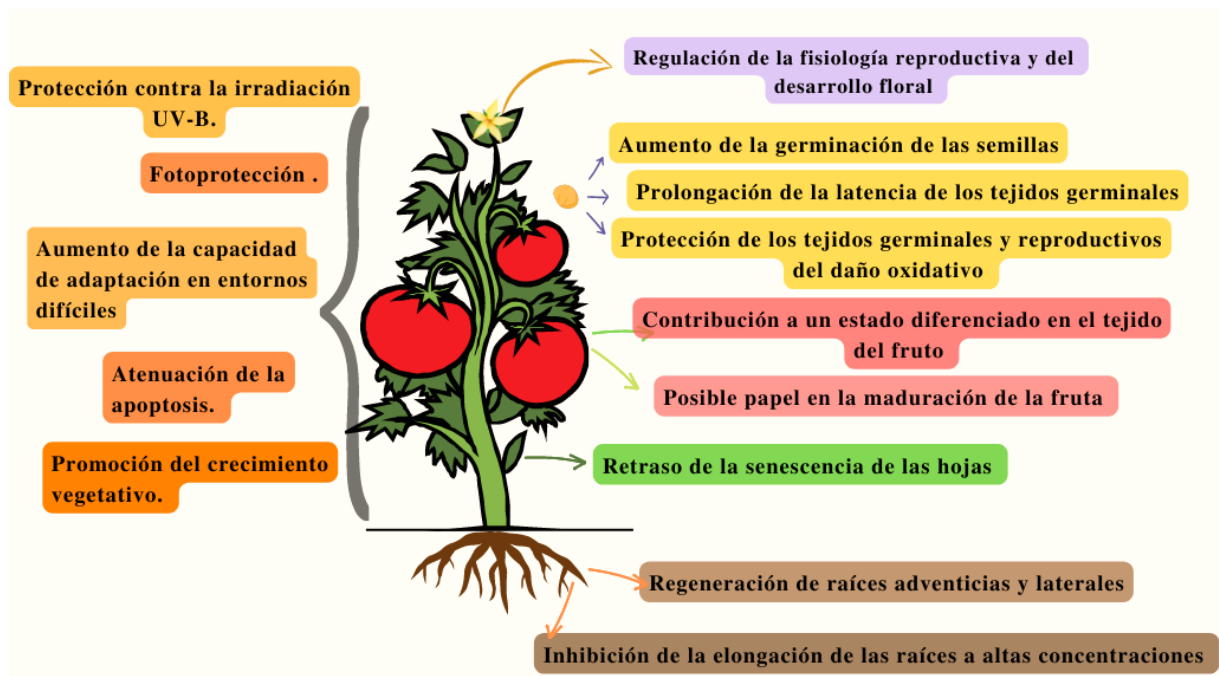 Protección contra la irradiación
UV-B.
Fotoprotección .
Aumento de la capacidad
de adaptación en entornos
difíciles
Atenuación de la
apoptosis.
Promoción del crecimiento
vegetativo.
Regulación de la fisiología reproductiva y del
desarrollo floral
Aumento de la germinación de las semillas
Prolongación de la latencia de los tejidos germinales
Protección de los tejidos germinales y reproductivos
del daño oxidativo
Contribución a un estado diferenciado en el tejido
del fruto
Posible papel en la maduración de la fruta
Retraso de la senescencia de las hojas
Regeneración de raíces adventicias y laterales
Inhibición de la elongación de las raíces a altas concentraciones